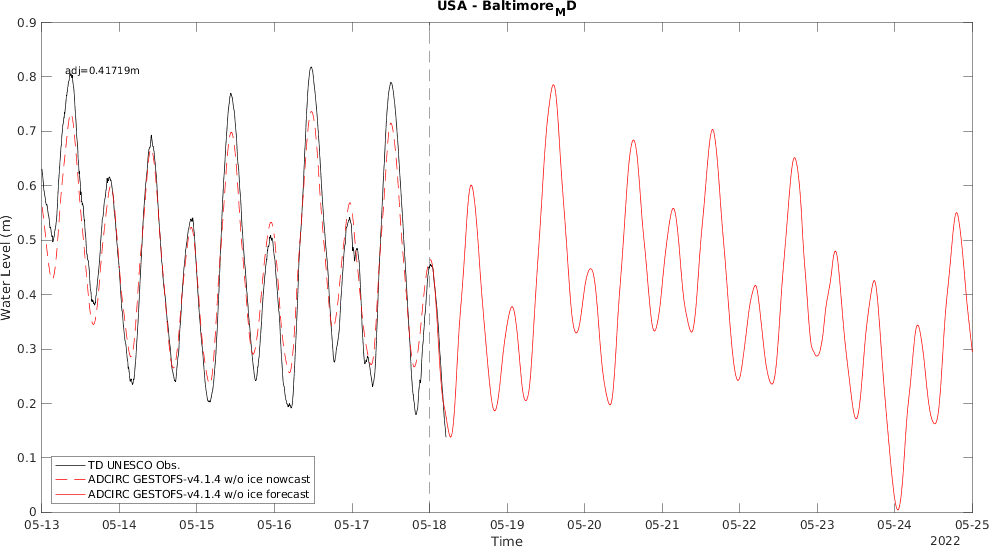 USA - Baltimore_MD
adj=0.41719m
Water Level (m)
0.9
0.8
0.7
0.6
0.5
0.4
0.3
0.2
0.1
0
TD UNESCO Obs.
ADCIRC GESTOFS-v4.1.4 w/o ice nowcast
ADCIRC GESTOFS-v4.1.4 w/o ice forecast
05-13 05-14 05-15 05-16 05-17 05-18 05-19 05-20 05-21 05-22 05-23 05-24 05-25
Time
2022